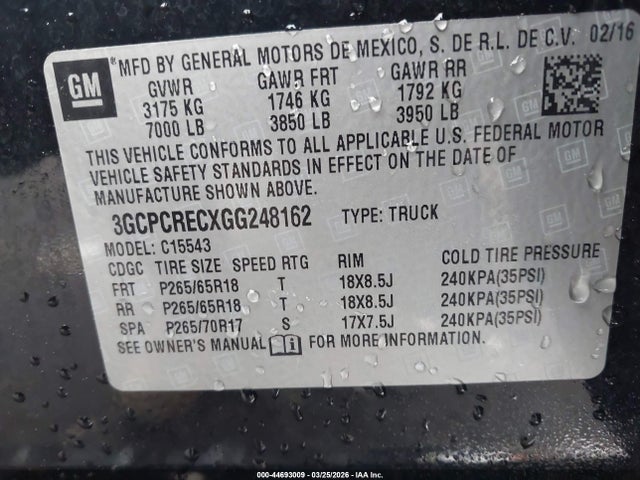 GM
® MFD BY GENERAL MOTORS DE MEXICO, S. DE R.L. DE C.V. 02/16
GVWR GAWR FRT GAWR RR
3175 KG 1746 KG 1792 KG
7000 LB 3850 LB 3950 LB
THIS VEHICLE CONFORMS TO ALL APPLICABLE U.S. FEDERAL MOTOR
VEHICLE SAFETY STANDARDS IN EFFECT ON THE DATE OF
MANUFACTURE SHOWN ABOVE.
3GCPCRECXGG248162 TYPE: TRUCK
MODEL: C15543
CDGC TIRE SIZE SPEED RTG RIM COLD TIRE PRESSURE
FRT P265/65R18 T 18X8.5J 240KPA(35PSI)
RR P265/65R18 T 18X8.5J 240KPA(35PSI)
SPA P265/70R17 S 17X7.5J 240KPA(35PSI)
SEE OWNER'S MANUAL i FOR MORE INFORMATION.
000-44693009 | 03/25/2026 - IAA Inc.